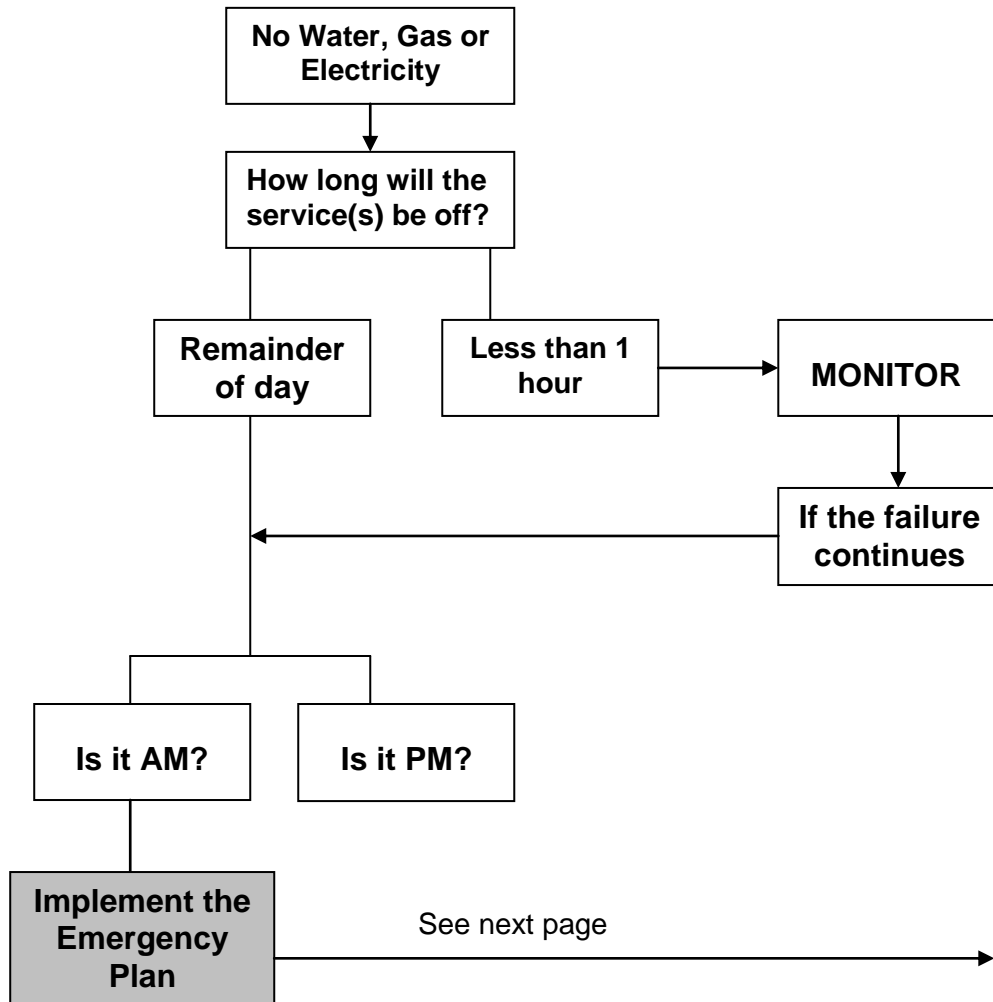 No Water, Gas or
Electricity
How long will the
service(s) be off?
Remainder
of day
Less than 1
hour
MONITOR
If the failure
continues
Is it AM?
Is it PM?
Implement the
Emergency
Plan
See next page